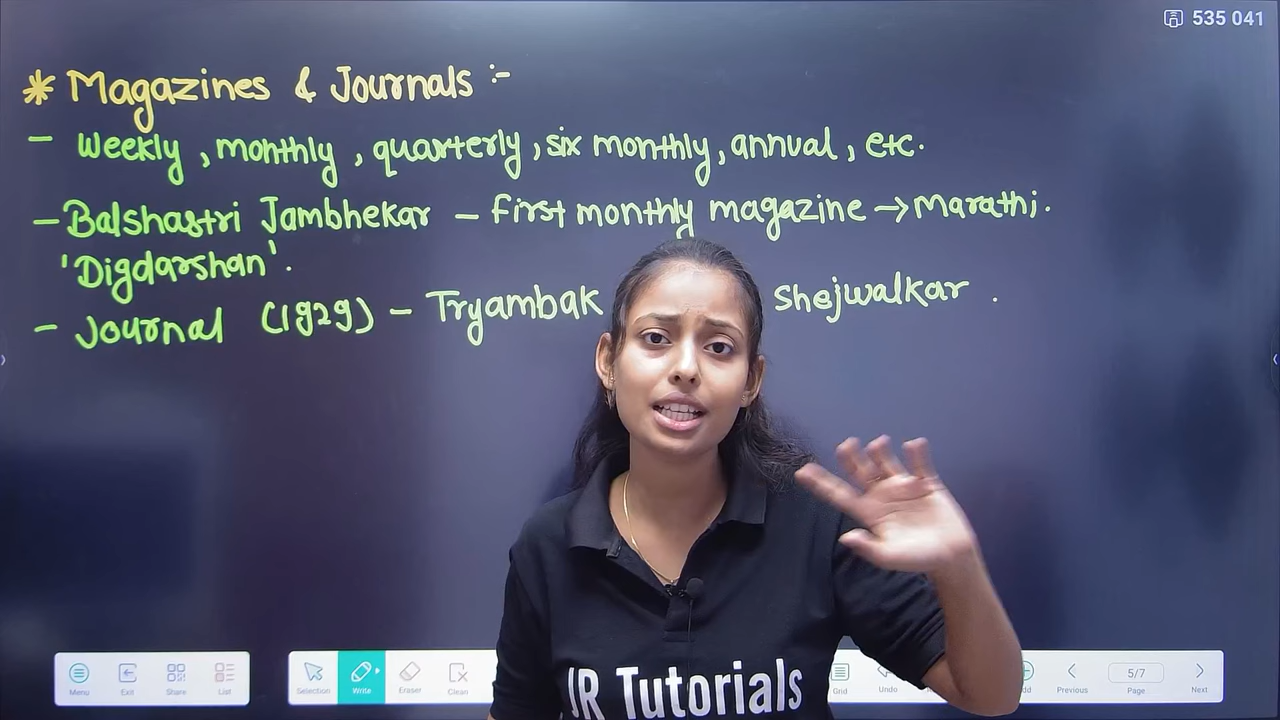 535 041
* Magazines & Journals :-
- Weekly, monthly, quarterly, six monthly, annual, etc.
- Balshastri Jambhekar - First monthly magazine → Marathi.
'Digdarshan'.
- Journal (1929) - Tryambak Shejwalkar.
JR Tutorials
Menu Exit Share List Selection Write Eraser Clean Grid Undo Previous 5/7 Page Next